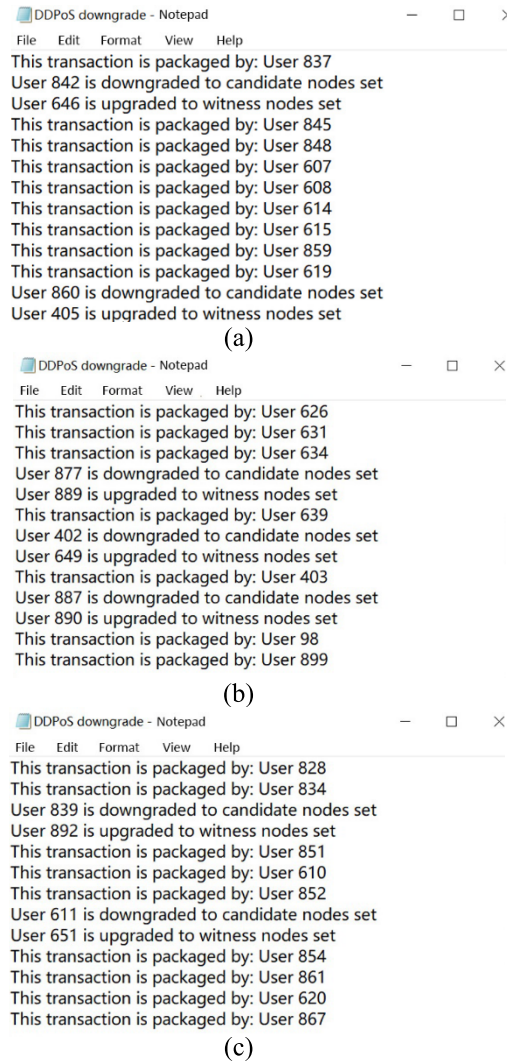 DDPoS downgrade - Notepad
File Edit Format View Help
This transaction is packaged by: User 837
User 842 is downgraded to candidate nodes set
User 646 is upgraded to witness nodes set
This transaction is packaged by: User 845
This transaction is packaged by: User 848
This transaction is packaged by: User 607
This transaction is packaged by: User 608
This transaction is packaged by: User 614
This transaction is packaged by: User 615
This transaction is packaged by: User 859
This transaction is packaged by: User 619
User 860 is downgraded to candidate nodes set
User 405 is upgraded to witness nodes set
(a)
DDPoS downgrade - Notepad
File Edit Format View Help
This transaction is packaged by: User 626
This transaction is packaged by: User 631
This transaction is packaged by: User 634
User 877 is downgraded to candidate nodes set
User 889 is upgraded to witness nodes set
This transaction is packaged by: User 639
User 402 is downgraded to candidate nodes set
User 649 is upgraded to witness nodes set
This transaction is packaged by: User 403
User 887 is downgraded to candidate nodes set
User 890 is upgraded to witness nodes set
This transaction is packaged by: User 98
This transaction is packaged by: User 899
(b)
DDPoS downgrade - Notepad
File Edit Format View Help
This transaction is packaged by: User 828
This transaction is packaged by: User 834
User 839 is downgraded to candidate nodes set
User 892 is upgraded to witness nodes set
This transaction is packaged by: User 851
This transaction is packaged by: User 610
This transaction is packaged by: User 852
User 611 is downgraded to candidate nodes set
User 651 is upgraded to witness nodes set
This transaction is packaged by: User 854
This transaction is packaged by: User 861
This transaction is packaged by: User 620
This transaction is packaged by: User 867
(c)